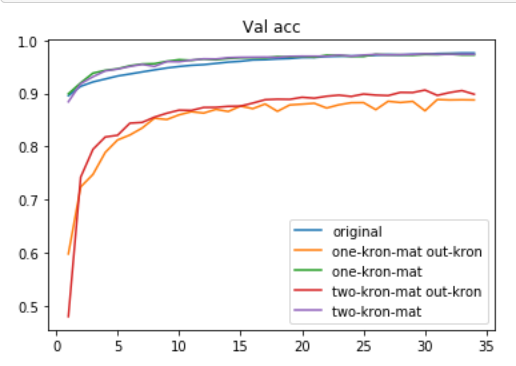 Val acc
1.0
0.9
0.8
0.7
0.6
0.5
original
one-kron-mat out-kron
one-kron-mat
two-kron-mat out-kron
two-kron-mat
0 5 10 15 20 25 30 35